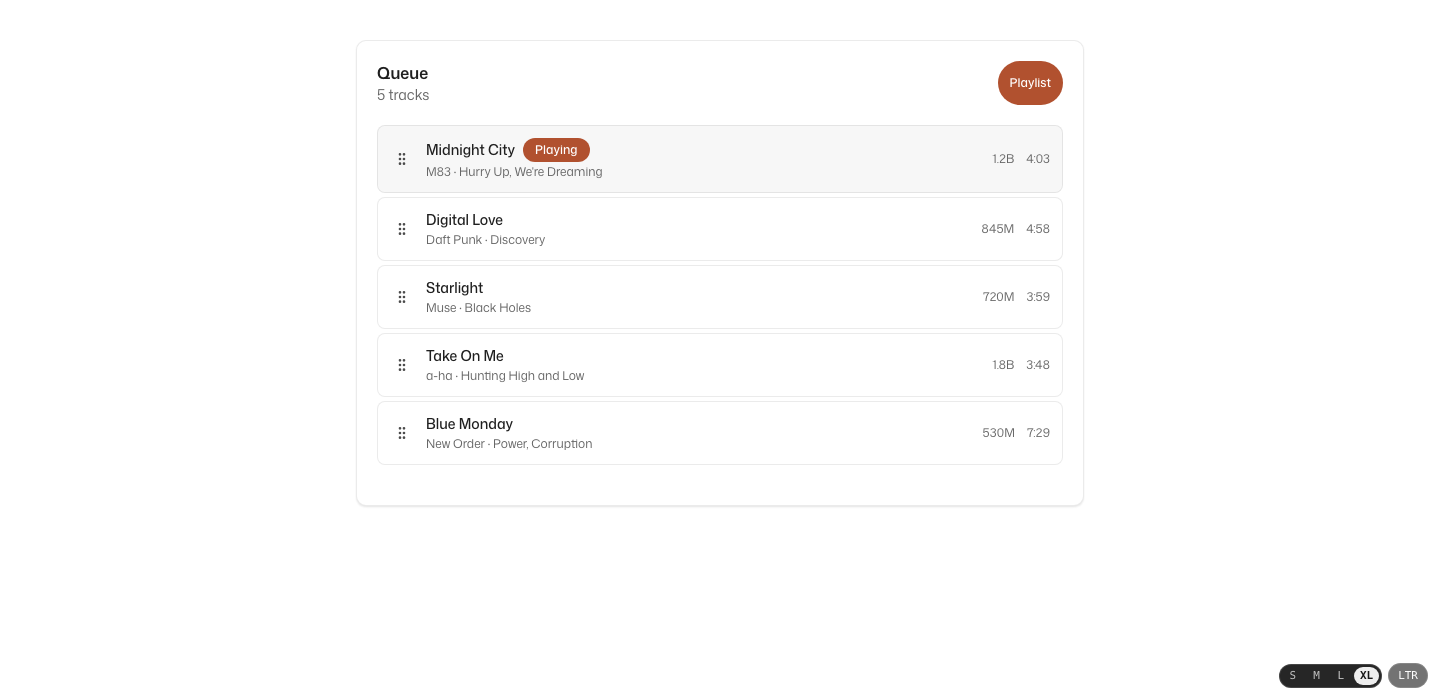 Queue
5 tracks
Playlist
Midnight City Playing
M83 · Hurry Up, We're Dreaming
1.2B 4:03
Digital Love
Daft Punk · Discovery
845M 4:58
Starlight
Muse · Black Holes
720M 3:59
Take On Me
a-ha · Hunting High and Low
1.8B 3:48
Blue Monday
New Order · Power, Corruption
530M 7:29
S M L XL LTR